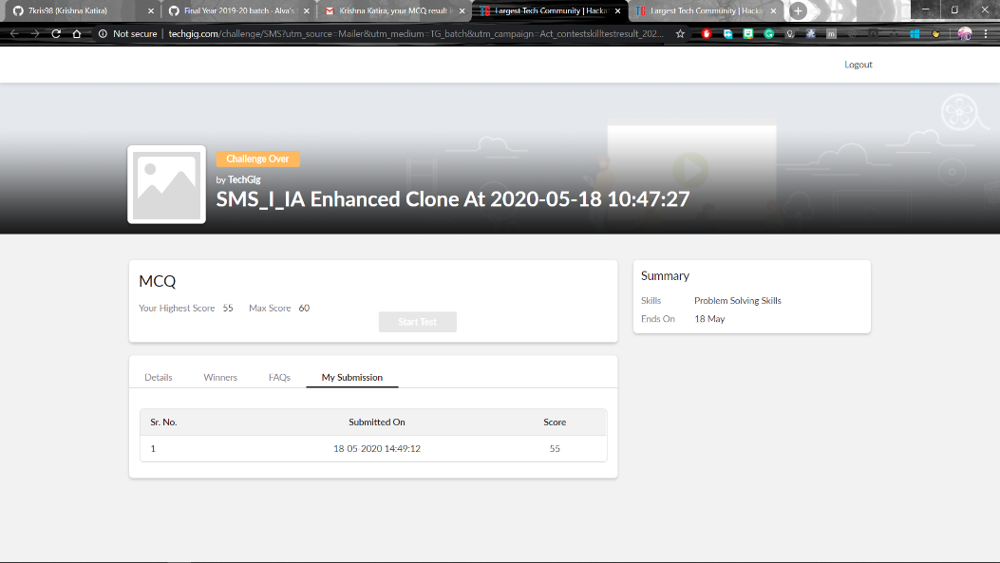 7kris98 (Krishna Katira)
Final Year 2019-20 batch - Alva's
Krishna Katira, your MCQ result i
Largest Tech Community | Hacka
Largest Tech Community | Hacka
Not secure | techgig.com/challenge/SMS?utm_source=Mailer&utm_medium=TG_batch&utm_campaign=Act_contestskilltestresult_202...
Logout
Challenge Over
by TechGig
SMS_I_IA Enhanced Clone At 2020-05-18 10:47:27
MCQ
Your Highest Score 55 Max Score 60
Start Test
Summary
Skills Problem Solving Skills
Ends On 18 May
Details Winners FAQs My Submission
Sr. No. Submitted On Score
1 18-05-2020 14:49:12 55